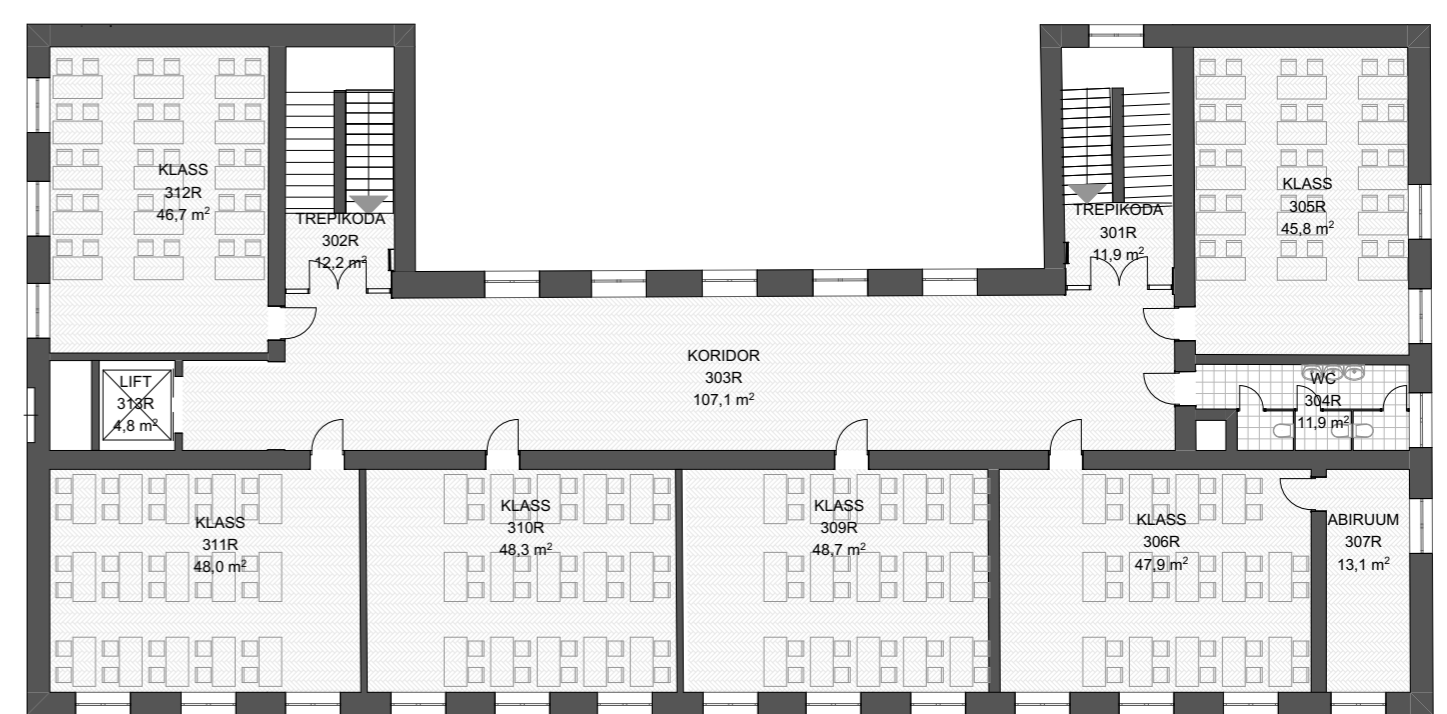 KLASS
312R
46,7 m²
TREPIKODA
302R
12,2 m²
TREPIKODA
301R
11,9 m²
KLASS
305R
45,8 m²
LIFT
313R
4,8 m²
KORIDOR
303R
107,1 m²
WC
304R
11,9 m²
KLASS
311R
48,0 m²
KLASS
310R
48,3 m²
KLASS
309R
48,7 m²
KLASS
306R
47,9 m²
ABIRUUM
307R
13,1 m²